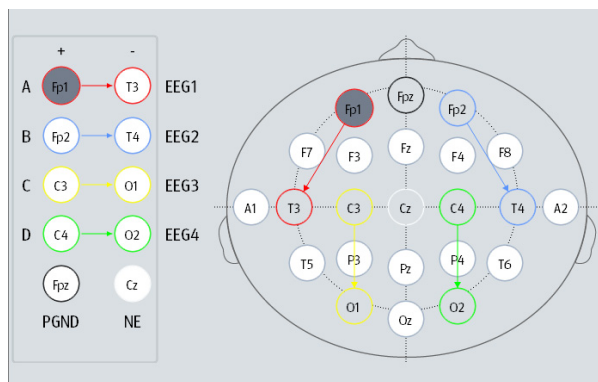 + -
A Fp1 T3 EEG1
B Fp2 T4 EEG2
C C3 O1 EEG3
D C4 O2 EEG4
Fpz Cz
PGND NE
Fpz
Fp1 Fp2
F7 F3 Fz F4 F8
A1 T3 C3 Cz C4 T4 A2
T5 P3 Pz P4 T6
O1 Oz O2